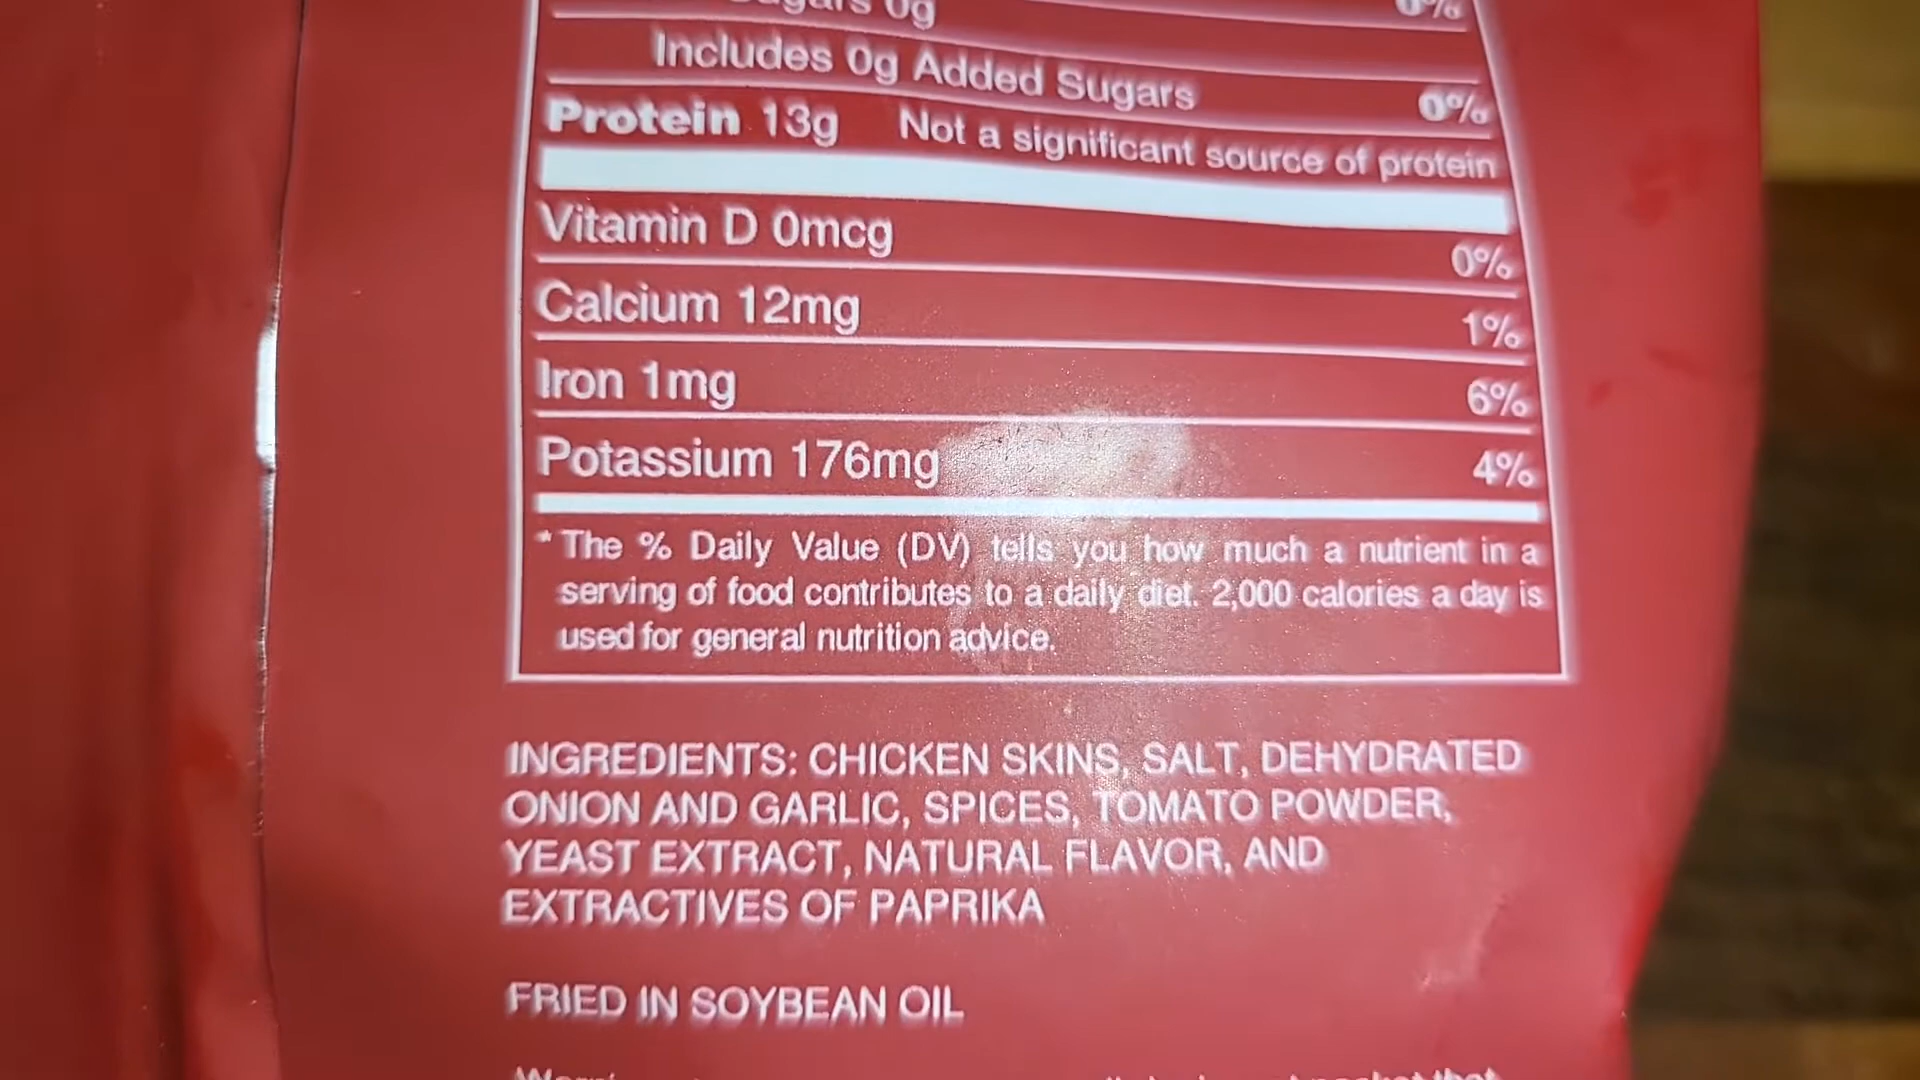 Sugars 0g 0%
Includes 0g Added Sugars 0%
Protein 13g Not a significant source of protein
Vitamin D 0mcg 0%
Calcium 12mg 1%
Iron 1mg 6%
Potassium 176mg 4%
* The % Daily Value (DV) tells you how much a nutrient in a
serving of food contributes to a daily diet. 2,000 calories a day is
used for general nutrition advice.
INGREDIENTS: CHICKEN SKINS, SALT, DEHYDRATED
ONION AND GARLIC, SPICES, TOMATO POWDER,
YEAST EXTRACT, NATURAL FLAVOR, AND
EXTRACTIVES OF PAPRIKA
FRIED IN SOYBEAN OIL